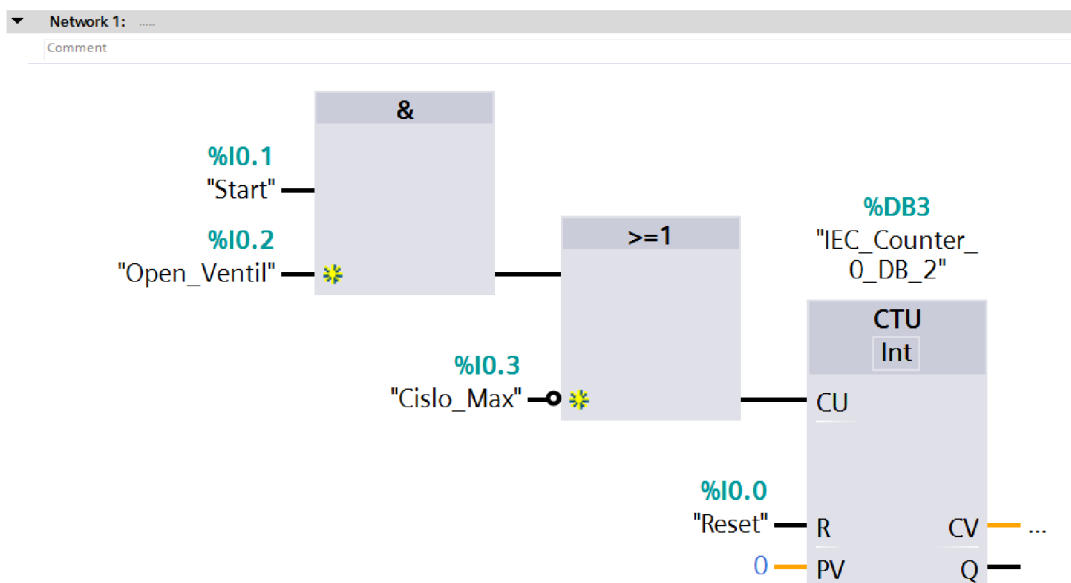 Network 1: .....
Comment
&
%I0.1
"Start"
%I0.2
"Open_Ventil"
>=1
%I0.3
"Cislo_Max"
%DB3
"IEC_Counter_
0_DB_2"
CTU
Int
CU
%I0.0
"Reset"
R
CV
...
0
PV
Q